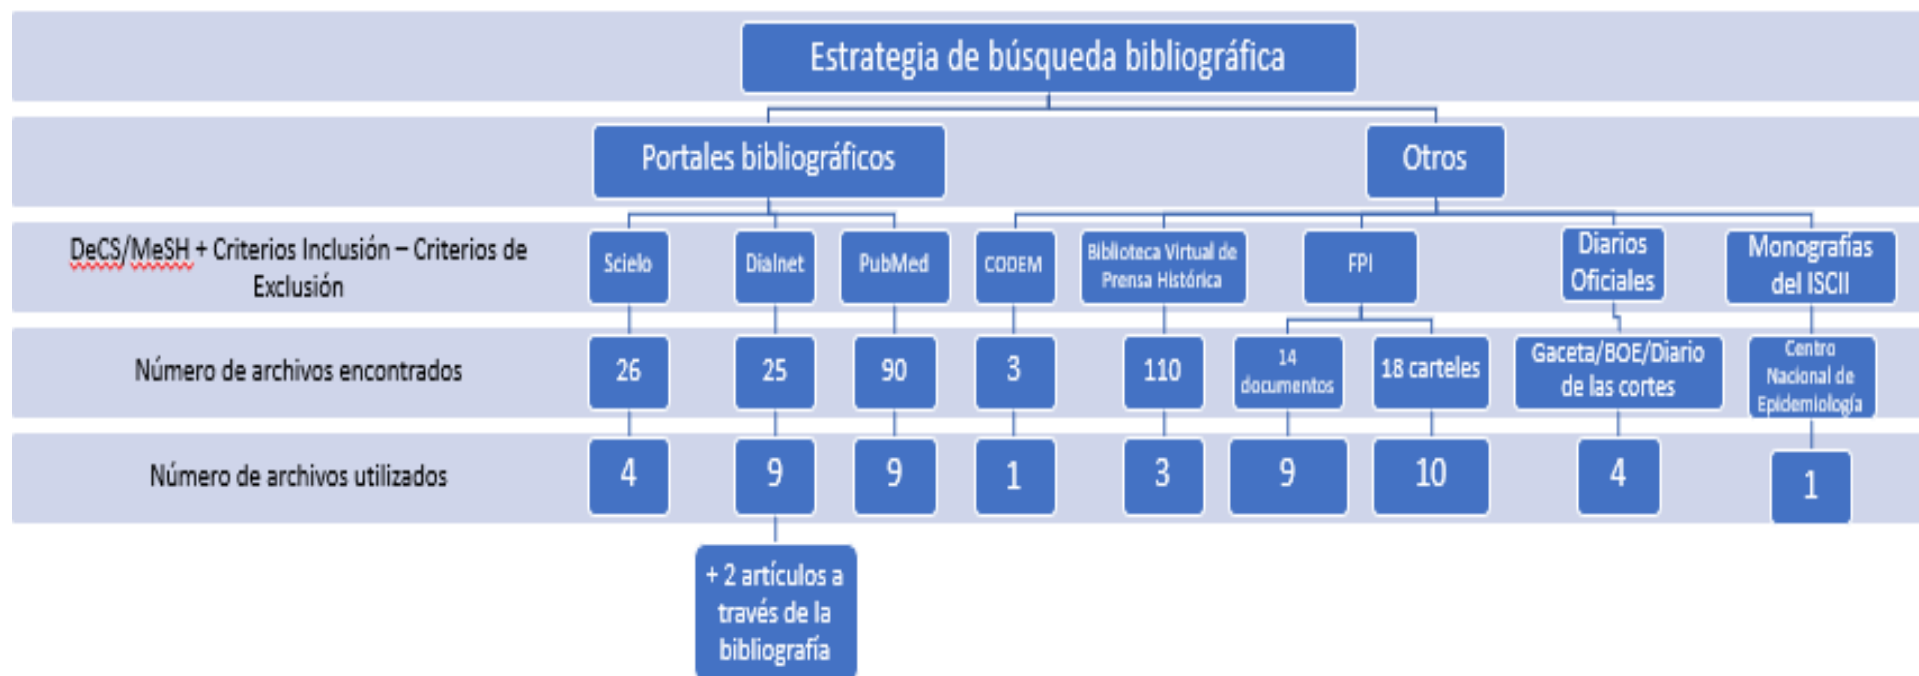 Estrategia de búsqueda bibliográfica
Portales bibliográficos
Otros
DeCS/MeSH + Criterios Inclusión – Criterios de
Exclusión
Scielo
Dialnet
PubMed
CODEM
Biblioteca Virtual de
Prensa Histórica
FPI
Diarios
Oficiales
Monografías
del ISCII
Número de archivos encontrados
26
25
90
3
110
14
documentos
18 carteles
Gaceta/BOE/Diario
de las cortes
Centro
Nacional de
Epidemiología
Número de archivos utilizados
4
9
9
1
3
9
10
4
1
+ 2 artículos a
través de la
bibliografía